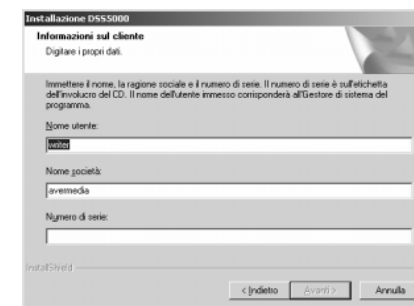 Installazione DSS5000
Informazioni sul cliente
Digitare i propri dati.
Immettere il nome, la ragione sociale e il numero di serie. Il numero di serie è sull'etichetta
dell'involucro del CD. Il nome dell'utente immesso corrisponderà all'Gestore di sistema del
programma.
Nome utente:
writer
Nome società:
avermedia
Numero di serie:
InstallShield
< Indietro
Avanti >
Annulla